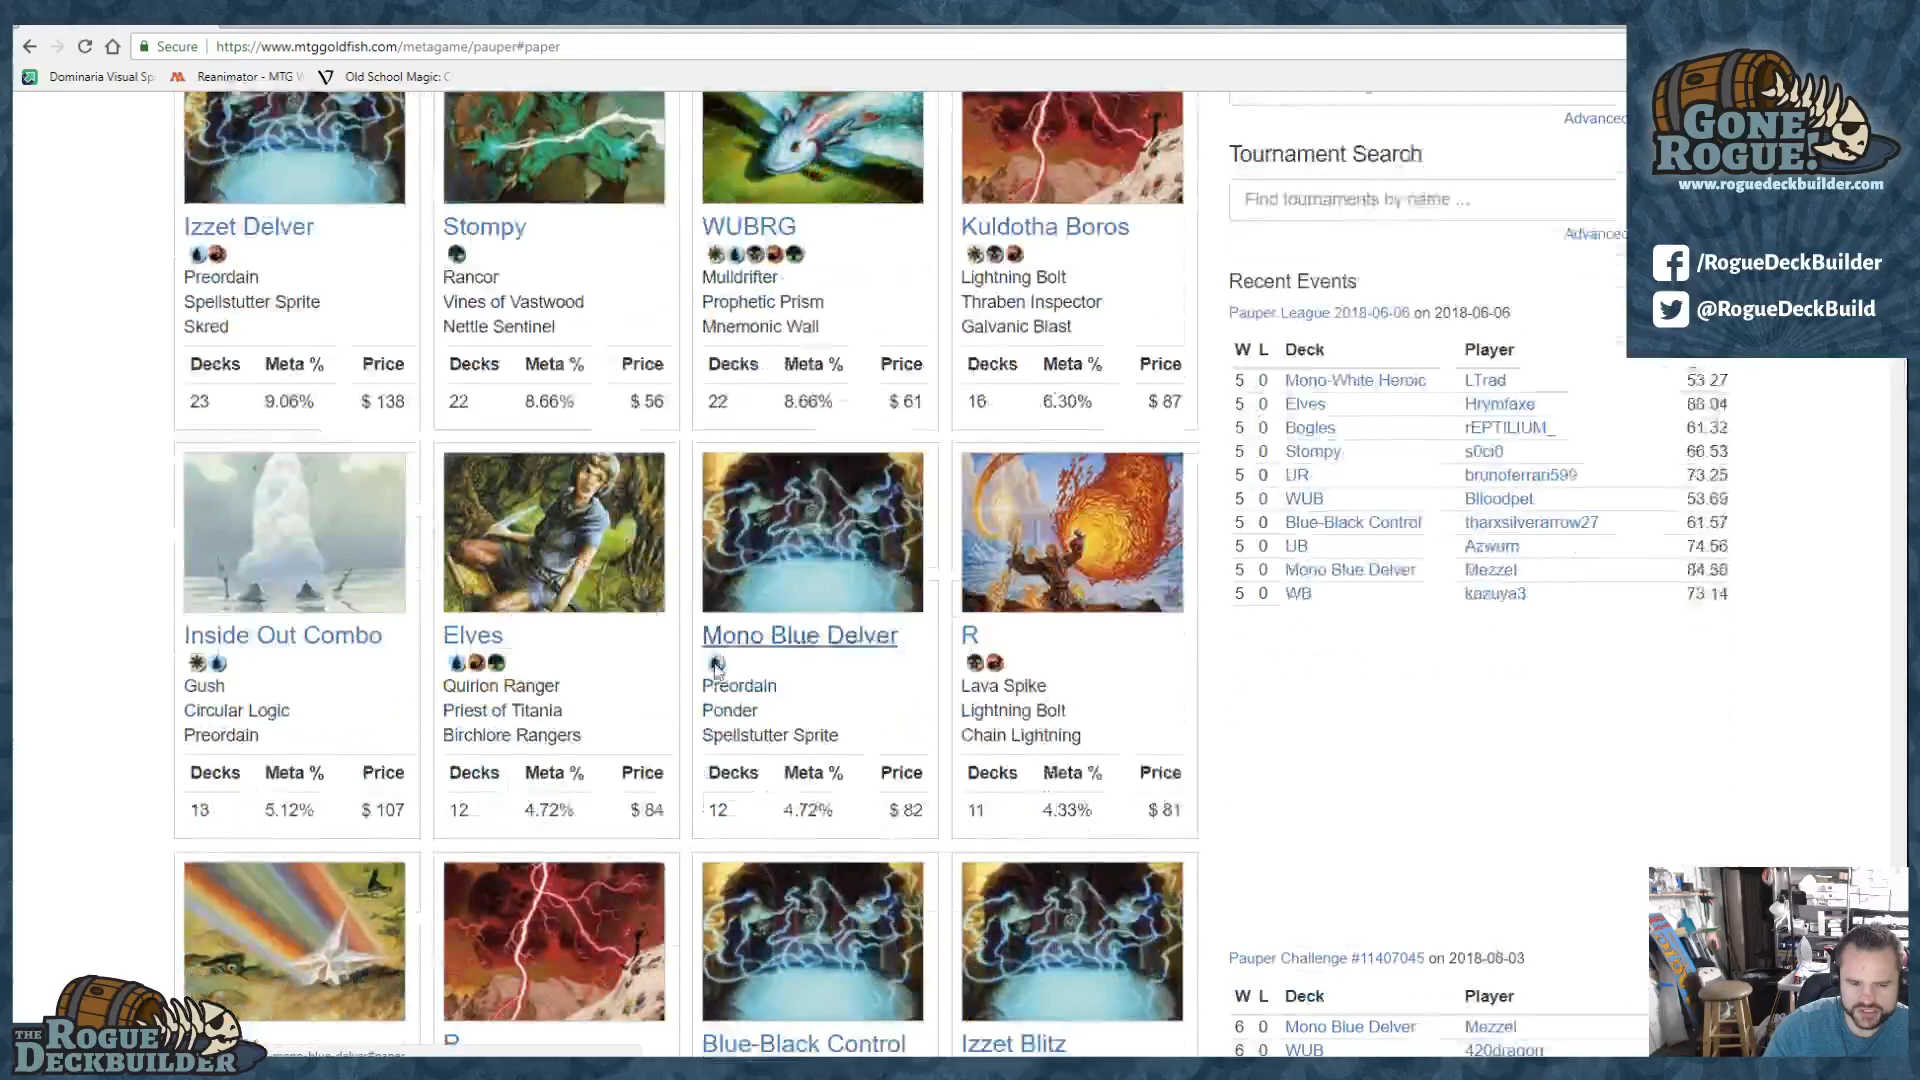 Secure https://www.mtggoldfish.com/metagame/pauper#paper
Dominaria Visual Sp Reanimator - MTG Old School Magic: C
Izzet Delver
Preordain
Spellstutter Sprite
Skred
Decks Meta % Price
23 9.06% $ 138
Stompy
Rancor
Vines of Vastwood
Nettle Sentinel
Decks Meta % Price
22 8.66% $ 56
WUBRG
Mulldrifter
Prophetic Prism
Mnemonic Wall
Decks Meta % Price
22 8.66% $ 61
Kuldotha Boros
Lightning Bolt
Thraben Inspector
Galvanic Blast
Decks Meta % Price
16 6.30% $ 87
Inside Out Combo
Gush
Circular Logic
Preordain
Decks Meta % Price
13 5.12% $ 107
Elves
Quirion Ranger
Priest of Titania
Birchlore Rangers
Decks Meta % Price
12 4.72% $ 84
Mono Blue Delver
Preordain
Ponder
Spellstutter Sprite
Decks Meta % Price
12 4.72% $ 82
R
Lava Spike
Lightning Bolt
Chain Lightning
Decks Meta % Price
11 4.33% $ 81
R
Blue-Black Control
Izzet Blitz
Advanced
Tournament Search
Find tournaments by name ...
Advanced
Recent Events
Pauper League 2018-06-06 on 2018-06-06
W L Deck Player
5 0 Mono-White Heroic LTrad 53.27
5 0 Elves Hrymfaxe 88.04
5 0 Bogles rEPTILIUM_ 61.32
5 0 Stompy s0ci0 66.53
5 0 UR brunoferrari599 73.25
5 0 WUB Blloodpet 53.69
5 0 Blue-Black Control tharxsilverarrow27 61.57
5 0 UB Azwum 74.56
5 0 Mono Blue Delver Mezzel 84.50
5 0 WB kazuya3 73.14
Pauper Challenge #11407045 on 2018-06-03
W L Deck Player
6 0 Mono Blue Delver Mezzel
6 0 WUB 420dragon
GONE
ROGUE!
www.roguedeckbuilder.com
/RogueDeckBuilder
@RogueDeckBuild
THE
ROGUE
DECKBUILDER